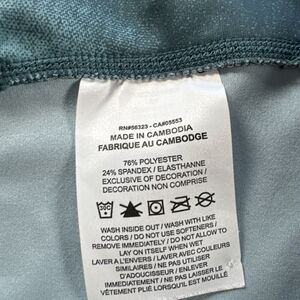 RN#56323 - CA#05553
MADE IN CAMBODIA
FABRIQUE AU CAMBODGE
76% POLYESTER
24% SPANDEX / ELASTHANNE
EXCLUSIVE OF DECORATION /
DECORATION NON COMPRISE
30C
WASH INSIDE OUT / WASH WITH LIKE
COLORS / DO NOT USE SOFTENERS /
REMOVE IMMEDIATELY / DO NOT ALLOW TO
LAY ON ITSELF WHEN WET
LAVER A L'ENVERS / LAVER AVEC COULEURS
SIMILAIRES / NE PAS UTILISER
D'ADOUCISSEUR / ENLEVER
IMMEDIATEMENT / NE PAS LAISSER LE
VÊTEMENT PLIÉ LORSQU'IL EST MOUILLÉ